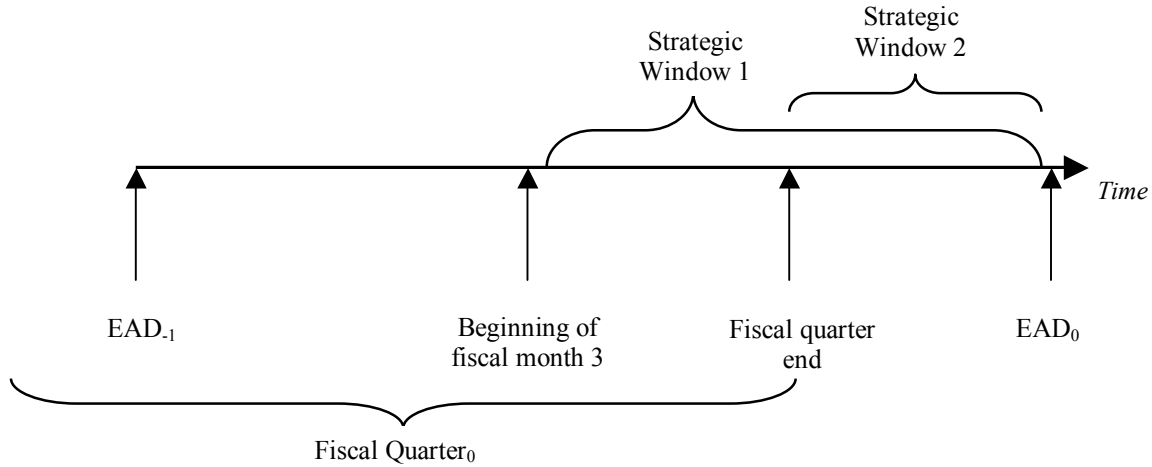 Strategic
Window 1
Strategic
Window 2
Time
EAD-1
Beginning of
fiscal month 3
Fiscal quarter
end
EAD0
Fiscal Quarter0